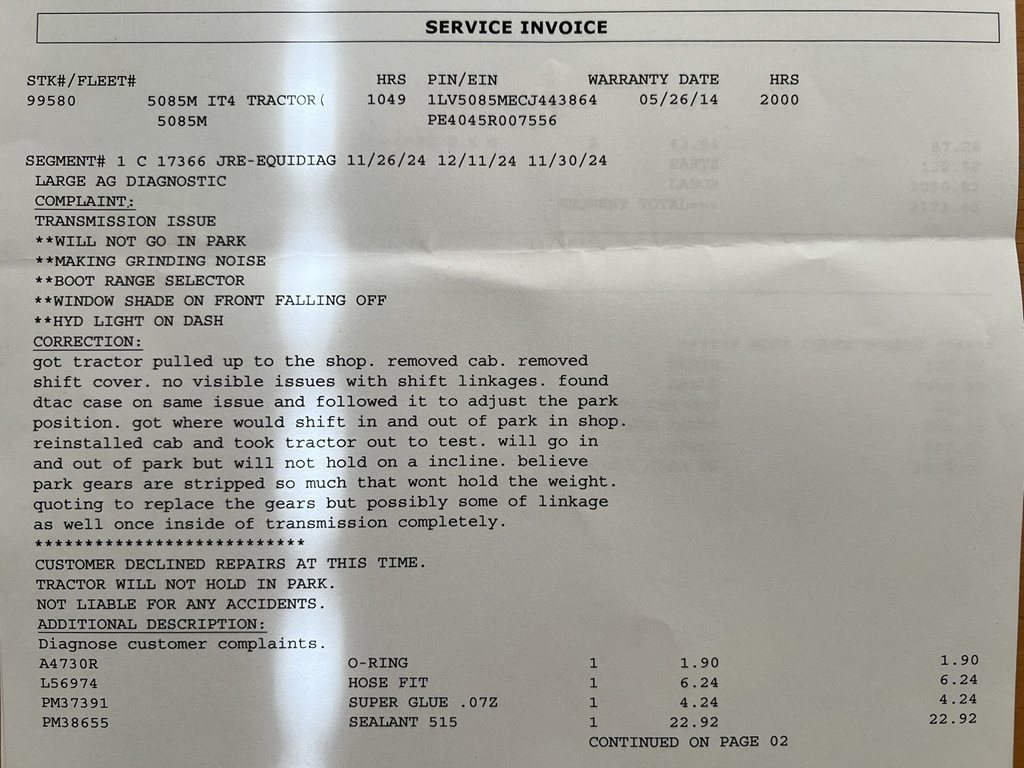 SERVICE INVOICE
STK#/FLEET# HRS PIN/EIN WARRANTY DATE HRS
99580 5085M IT4 TRACTOR( 1049 1LV5085MECJ443864 05/26/14 2000
5085M PE4045R007556
SEGMENT# 1 C 17366 JRE-EQUIDIAG 11/26/24 12/11/24 11/30/24
LARGE AG DIAGNOSTIC
COMPLAINT:
TRANSMISSION ISSUE
**WILL NOT GO IN PARK
**MAKING GRINDING NOISE
**BOOT RANGE SELECTOR
**WINDOW SHADE ON FRONT FALLING OFF
**HYD LIGHT ON DASH
CORRECTION:
got tractor pulled up to the shop. removed cab. removed
shift cover. no visible issues with shift linkages. found
dtac case on same issue and followed it to adjust the park
position. got where would shift in and out of park in shop.
reinstalled cab and took tractor out to test. will go in
and out of park but will not hold on a incline. believe
park gears are stripped so much that wont hold the weight.
quoting to replace the gears but possibly some of linkage
as well once inside of transmission completely.
***************************
CUSTOMER DECLINED REPAIRS AT THIS TIME.
TRACTOR WILL NOT HOLD IN PARK.
NOT LIABLE FOR ANY ACCIDENTS.
ADDITIONAL DESCRIPTION:
Diagnose customer complaints.
A4730R O-RING 1 1.90 1.90
L56974 HOSE FIT 1 6.24 6.24
PM37391 SUPER GLUE .07Z 1 4.24 4.24
PM38655 SEALANT 515 1 22.92 22.92
CONTINUED ON PAGE 02